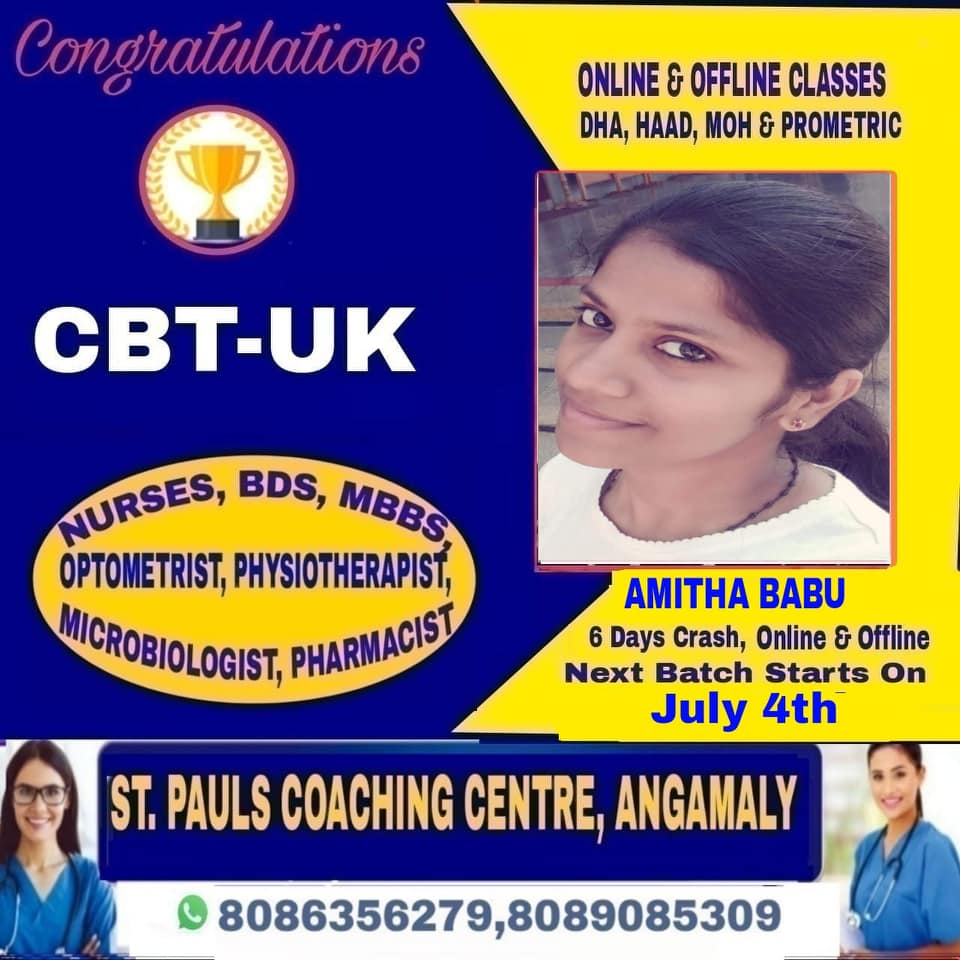 Congratulations
ONLINE & OFFLINE CLASSES
DHA, HAAD, MOH & PROMETRIC
CBT-UK
NURSES, BDS, MBBS,
OPTOMETRIST, PHYSIOTHERAPIST,
MICROBIOLOGIST, PHARMACIST
AMITHA BABU
6 Days Crash, Online & Offline
Next Batch Starts On
July 4th
ST. PAULS COACHING CENTRE, ANGAMALY
8086356279,8089085309